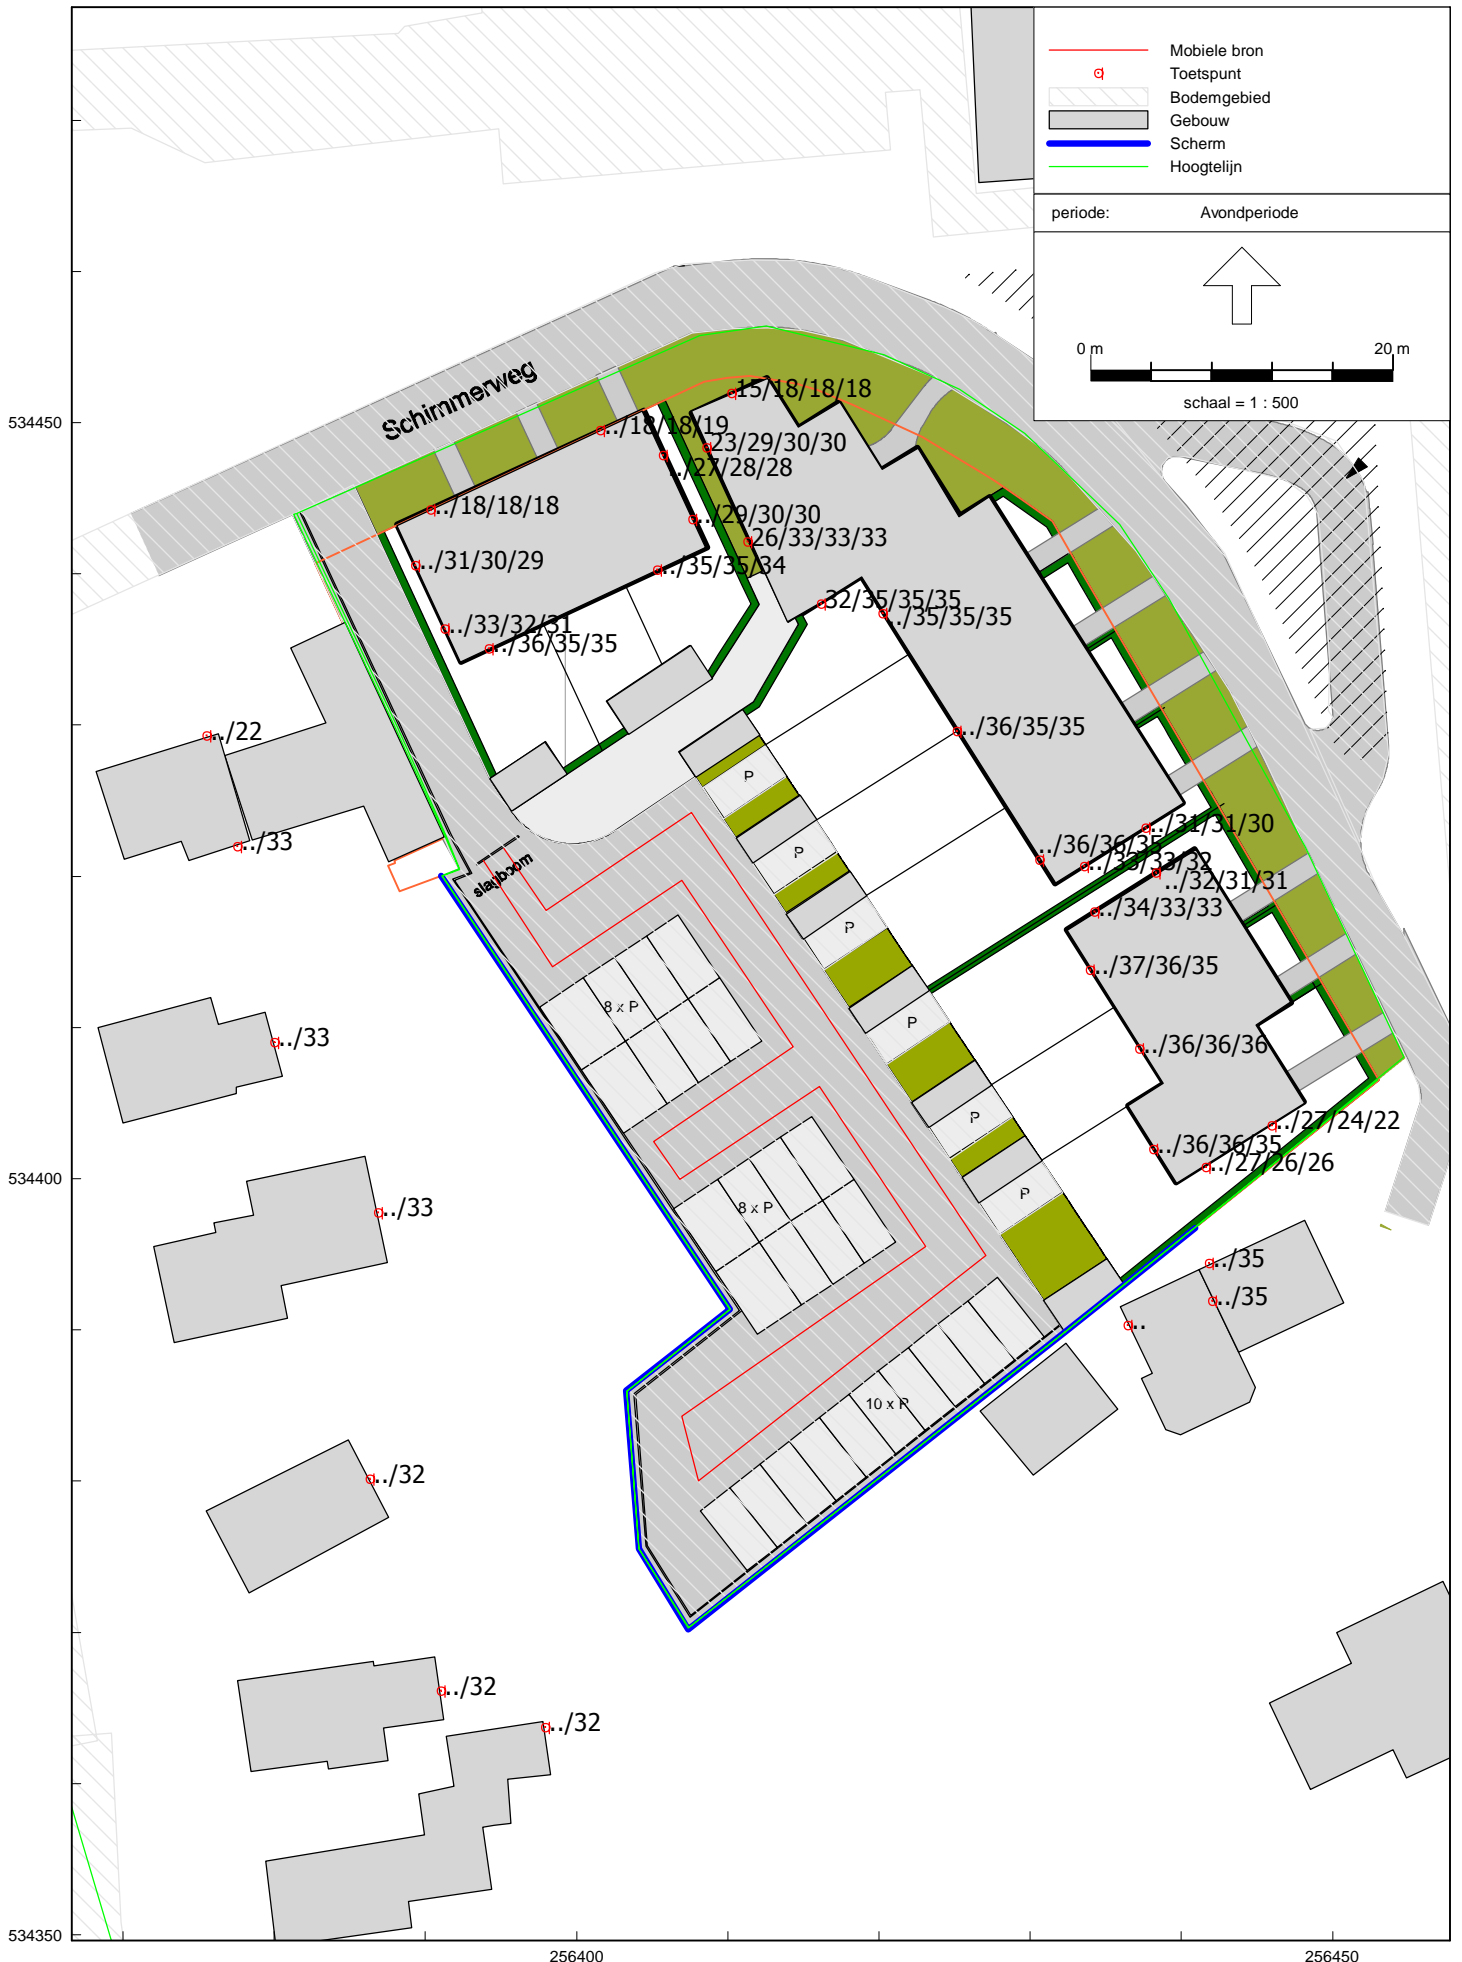 Mobiele bron
Toetspunt
Bodemgebied
Gebouw
Scherm
Hoogtelijn
periode: Avondperiode
0 m 20 m
schaal = 1 : 500
Schimmerweg
15/18/18/18
534450
../18/18/19
23/29/30/30
../27/28/28
../18/18/18
../29/30/30
26/33/33/33
../31/30/29
../35/35/34
32/35/35/35
../35/35/35
../33/32/31
../36/35/35
../22
../36/35/35
P
../31/31/30
../33
P
../36/36/35
../33/33/32
slagboom
../32/31/31
../34/33/33
P
../37/36/35
8 x P
P
../33
../36/36/36
P
../27/24/22
../36/36/35
../27/26/26
534400
P
8 x P
../33
../35
../35
..
10 x P
../32
../32
../32
534350
256400
256450